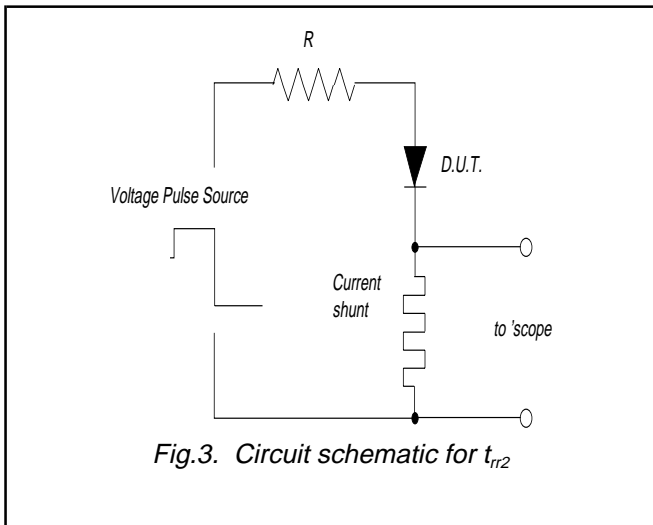 R
D.U.T.
Voltage Pulse Source
Current
shunt
to 'scope
Fig.3. Circuit schematic for trr2